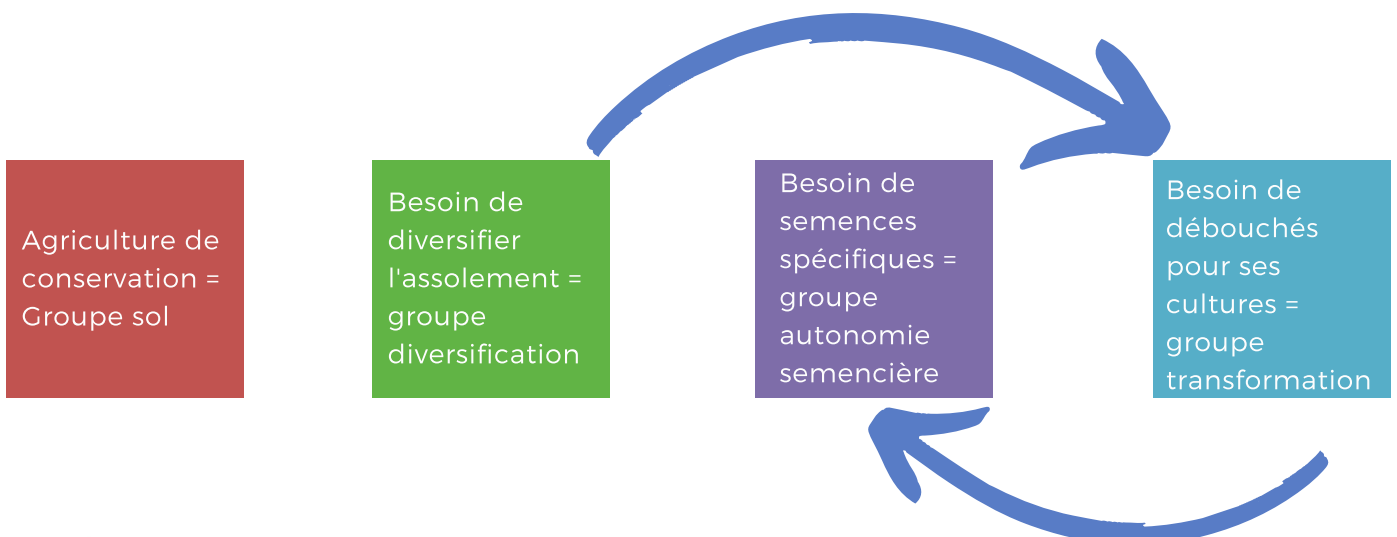 Agriculture de
conservation =
Groupe sol
Besoin de
diversifier
l'assolement =
groupe
diversification
Besoin de
semences
spécifiques =
groupe
autonomie
semencière
Besoin de
débouchés
pour ses
cultures =
groupe
transformation